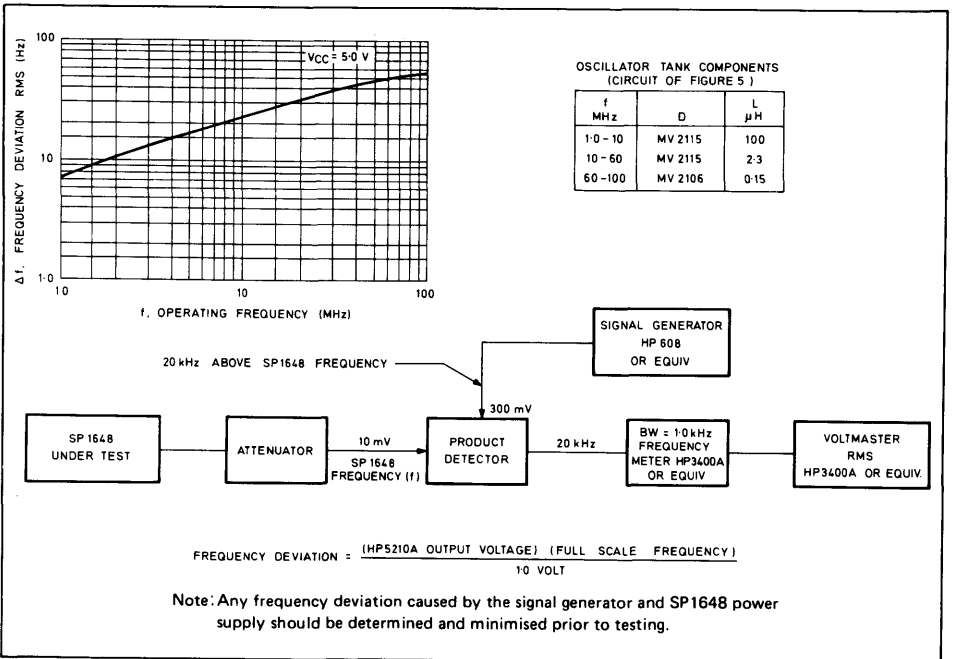 100
VCC = 5·0 V
Δf, FREQUENCY DEVIATION RMS (Hz)
10
1·0
1 0
10
100
f, OPERATING FREQUENCY (MHz)
OSCILLATOR TANK COMPONENTS
(CIRCUIT OF FIGURE 5 )
f MHz D L µH
1·0 – 10 MV 2115 100
10 – 60 MV 2115 2·3
60 –100 MV 2106 0·15
SIGNAL GENERATOR
HP 608
OR EQUIV
20 kHz ABOVE SP1648 FREQUENCY
300 mV
SP 1648
UNDER TEST
ATTENUATOR
10 mV
SP 1648
FREQUENCY (f)
PRODUCT
DETECTOR
20 kHz
BW = 1·0 kHz
FREQUENCY
METER HP3400A
OR EQUIV
VOLTMASTER
RMS
HP3400A OR EQUIV.
FREQUENCY DEVIATION = (HP5210A OUTPUT VOLTAGE) (FULL SCALE FREQUENCY)
1·0 VOLT
Note: Any frequency deviation caused by the signal generator and SP1648 power
supply should be determined and minimised prior to testing.